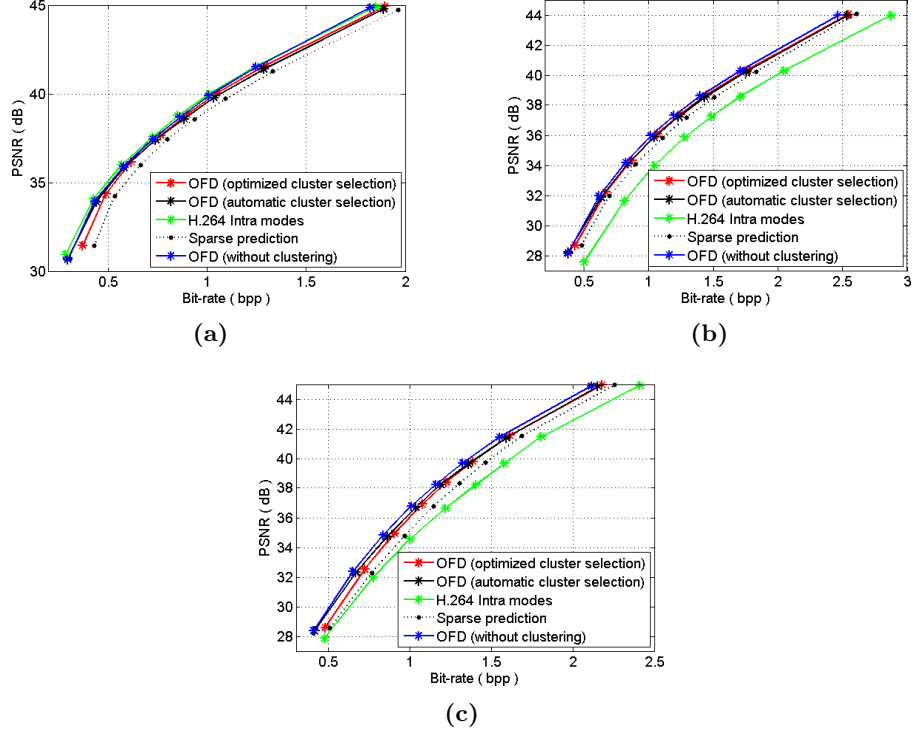 45
40
35
30
PSNR ( dB )
OFD (optimized cluster selection)
OFD (automatic cluster selection)
H.264 Intra modes
Sparse prediction
OFD (without clustering)
0.5 1 1.5 2
Bit-rate ( bpp )
(a)
44
42
40
38
36
34
32
30
28
PSNR ( dB )
OFD (optimized cluster selection)
OFD (automatic cluster selection)
H.264 Intra modes
Sparse prediction
OFD (without clustering)
0.5 1 1.5 2 2.5 3
Bit-rate ( bpp )
(b)
44
42
40
38
36
34
32
30
28
PSNR ( dB )
OFD (optimized cluster selection)
OFD (automatic cluster selection)
H.264 Intra modes
Sparse prediction
OFD (without clustering)
0.5 1 1.5 2 2.5
Bit-rate ( bpp )
(c)